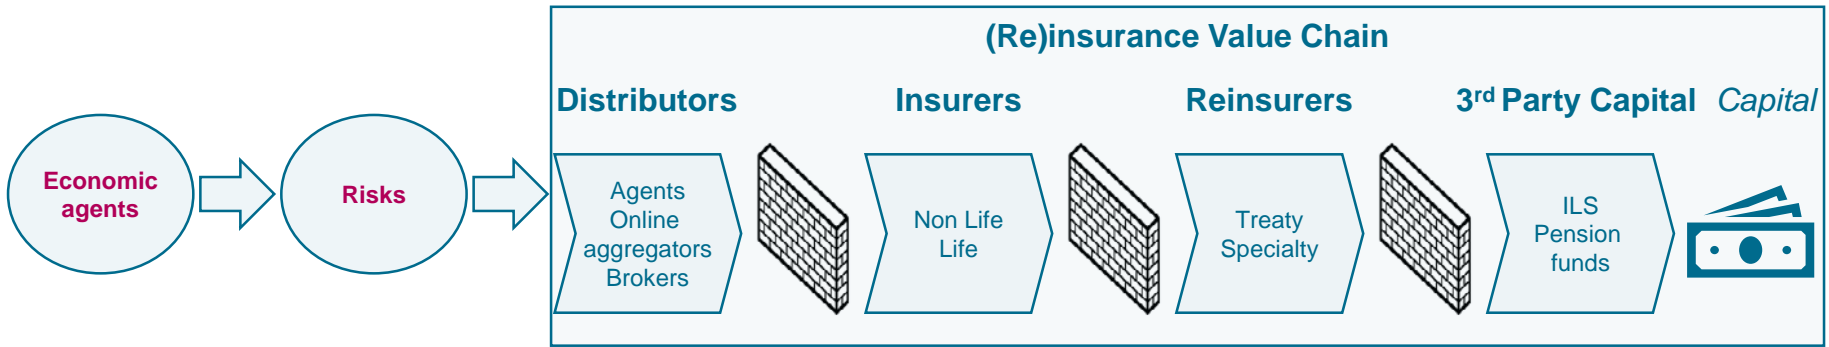 (Re)insurance Value Chain
Distributors
Insurers
Reinsurers
3rd Party Capital
Capital
Economic
agents
Risks
Agents
Online
aggregators
Brokers
Non Life
Life
Treaty
Specialty
ILS
Pension
funds